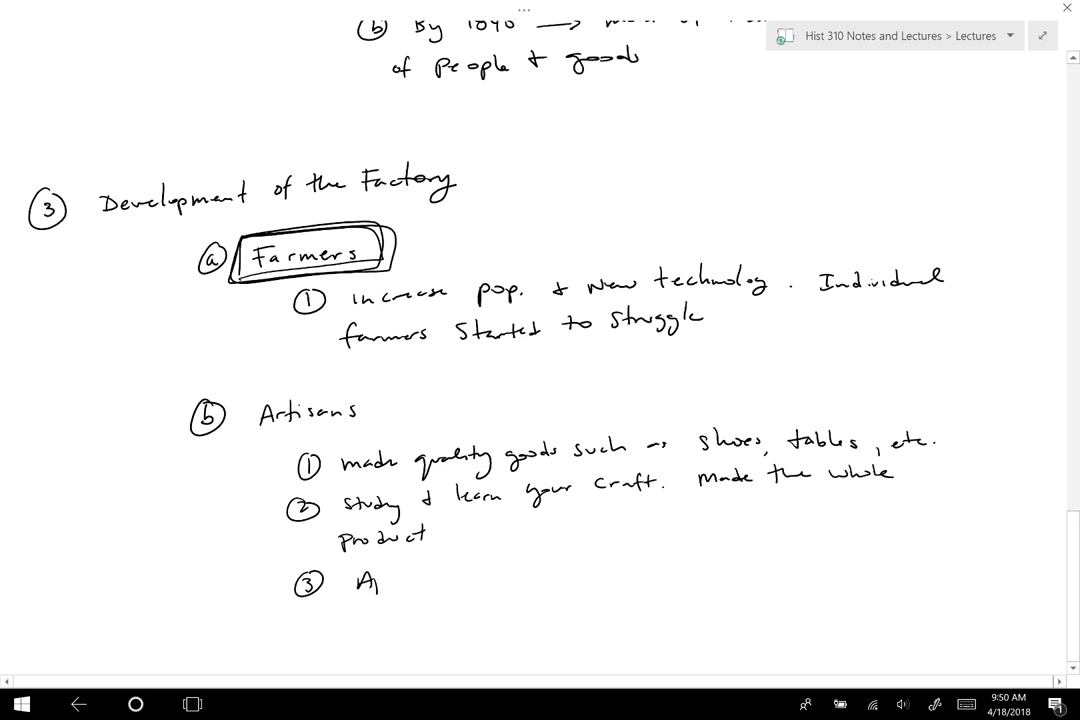 (b) By 1840 →
Hist 310 Notes and Lectures > Lectures
of People + goods
(3) Development of the Factory
(a) Farmers
(1) increase pop. + New technology. Individual
farmers Started to Struggle
(b) Artisans
(1) made quality goods such as shoes, tables, etc.
(2) Study + learn your craft. made the whole
product
(3) A
9:50 AM
4/18/2018
1